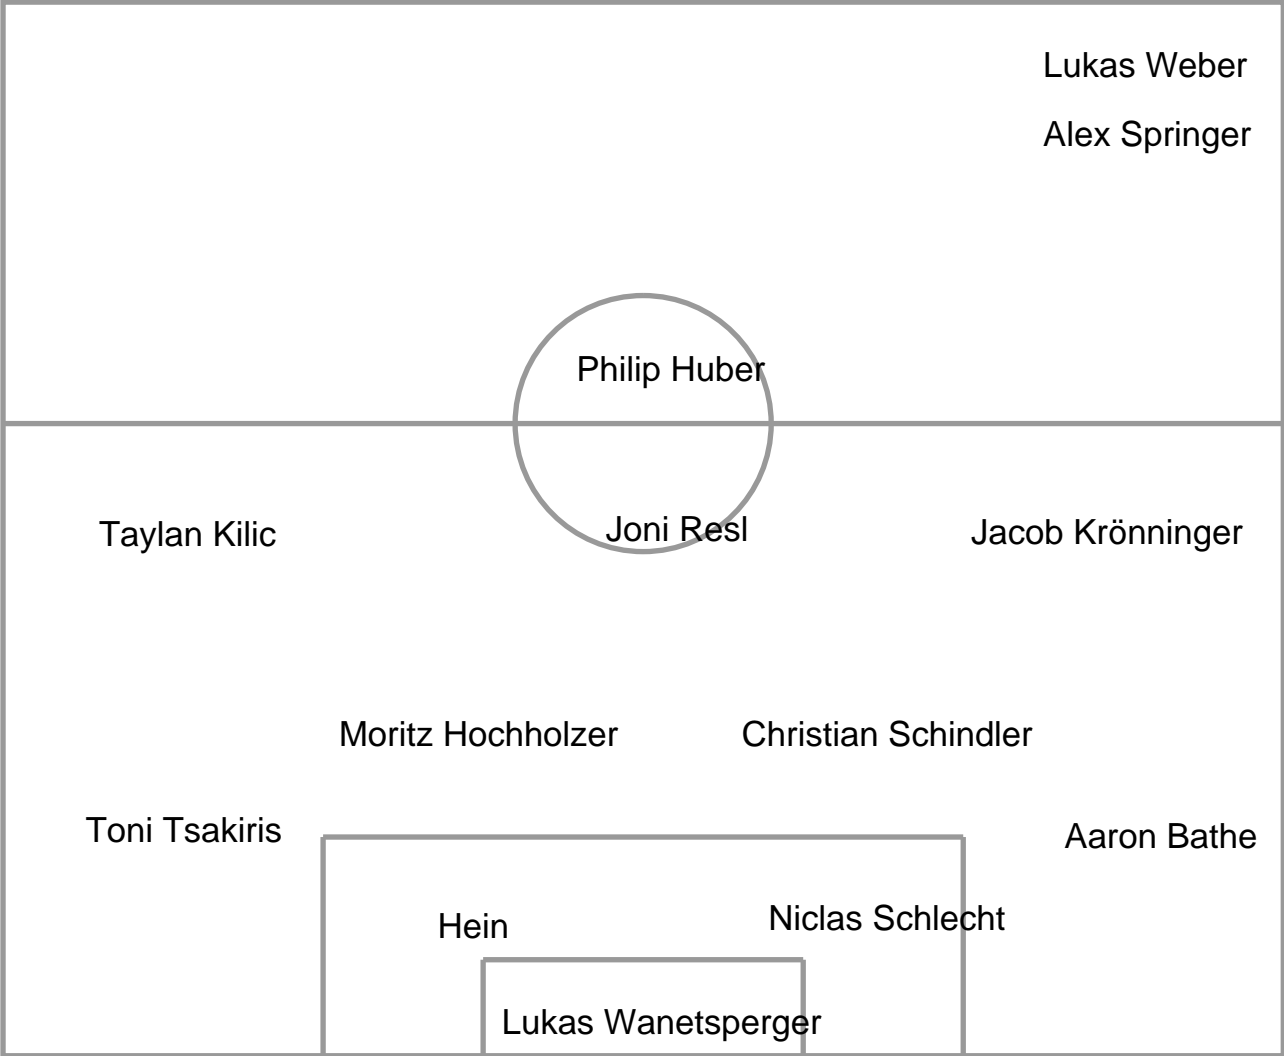 Lukas Weber
Alex Springer
Philip Huber
Taylan Kilic
Joni Resl
Jacob Krönninger
Moritz Hochholzer
Christian Schindler
Toni Tsakiris
Aaron Bathe
Hein
Niclas Schlecht
Lukas Wanetsperger